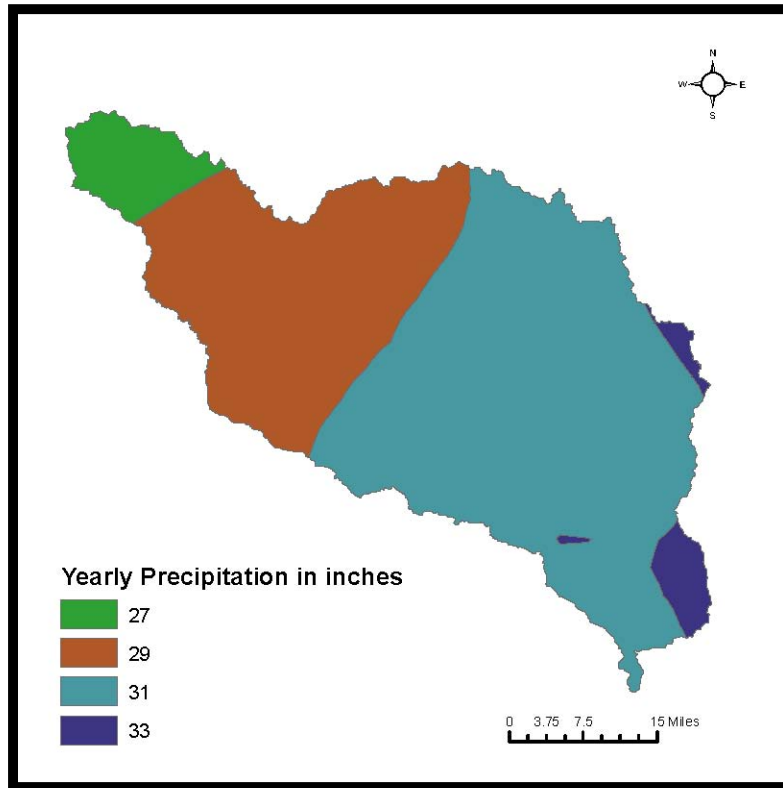 N
W E
S
Yearly Precipitation in inches
27
29
31
33
0 3.75 7.5 15 Miles